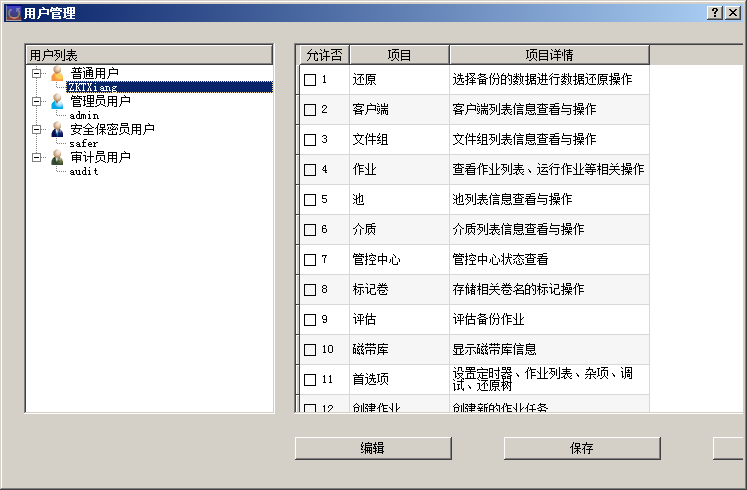 用户管理
用户列表
普通用户
ZKTXiang
管理员用户
admin
安全保密员用户
safer
审计员用户
audit
允许否 项目 项目详情
1 还原 选择备份的数据进行数据还原操作
2 客户端 客户端列表信息查看与操作
3 文件组 文件组列表信息查看与操作
4 作业 查看作业列表、运行作业等相关操作
5 池 池列表信息查看与操作
6 介质 介质列表信息查看与操作
7 管控中心 管控中心状态查看
8 标记卷 存储相关卷名的标记操作
9 评估 评估备份作业
10 磁带库 显示磁带库信息
11 首选项 设置定时器、作业列表、杂项、调
试、还原树
12 创建作业 创建新的作业任务
编辑 保存